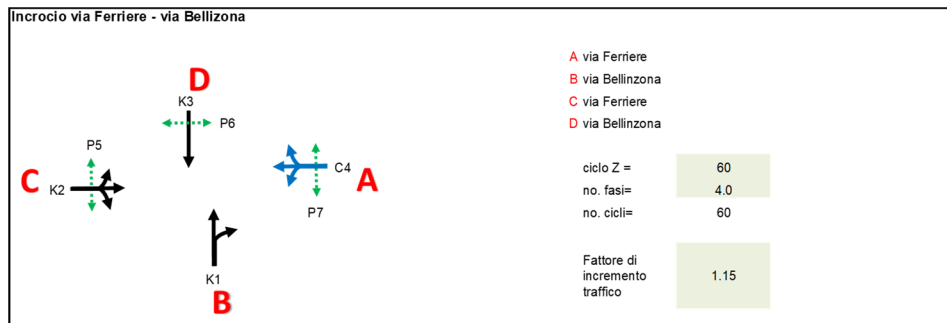 Incrocio via Ferriere - via Bellizona
A via Ferriere
B via Bellinzona
C via Ferriere
D via Bellinzona
D
K3
P6
P5
C
K2
C4
A
P7
K1
B
ciclo Z = 60
no. fasi= 4.0
no. cicli= 60
Fattore di
incremento 1.15
traffico